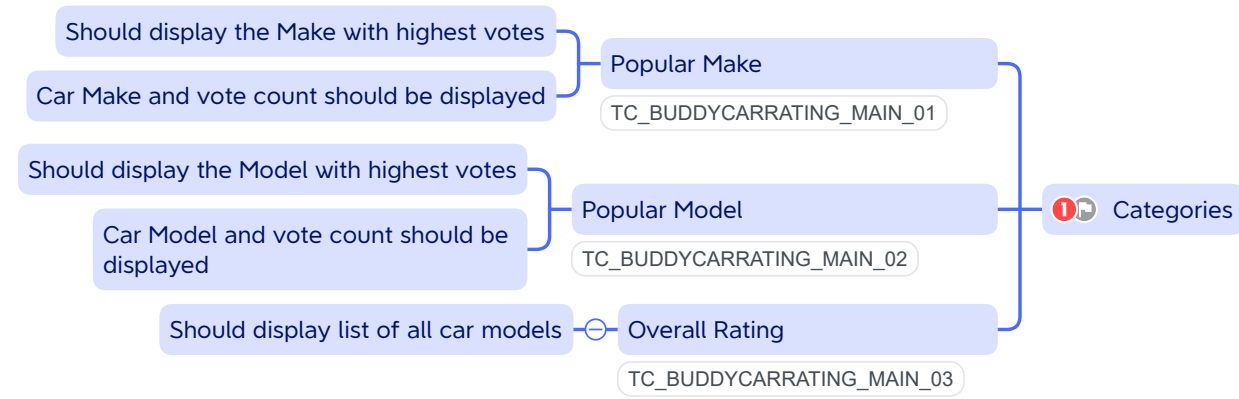 Should display the Make with highest votes
Car Make and vote count should be displayed
Popular Make
TC_BUDDYCARRATING_MAIN_01
Should display the Model with highest votes
Car Model and vote count should be
displayed
Popular Model
TC_BUDDYCARRATING_MAIN_02
1 Categories
Should display list of all car models
Overall Rating
TC_BUDDYCARRATING_MAIN_03